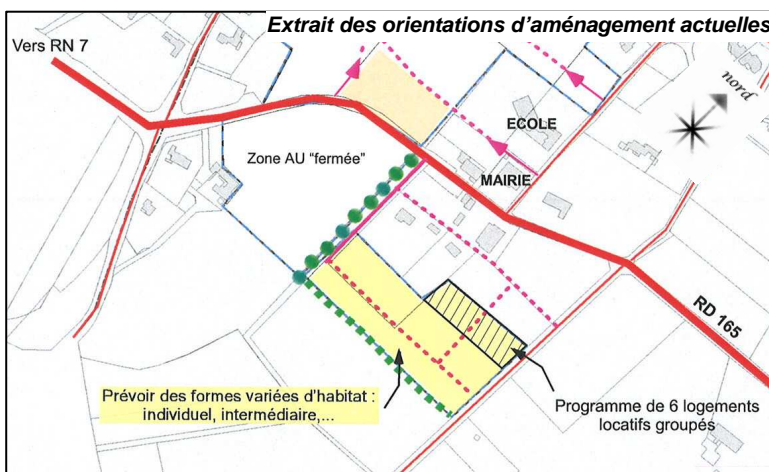 Extrait des orientations d'aménagement actuelles
Vers RN 7
nord
ECOLE
Zone AU "fermée"
MAIRIE
RD 165
Prévoir des formes variées d'habitat :
individuel, intermédiaire,...
Programme de 6 logements
locatifs groupés